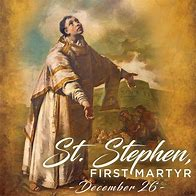 St. Stephen,
FIRST MARTYR
-December 26-